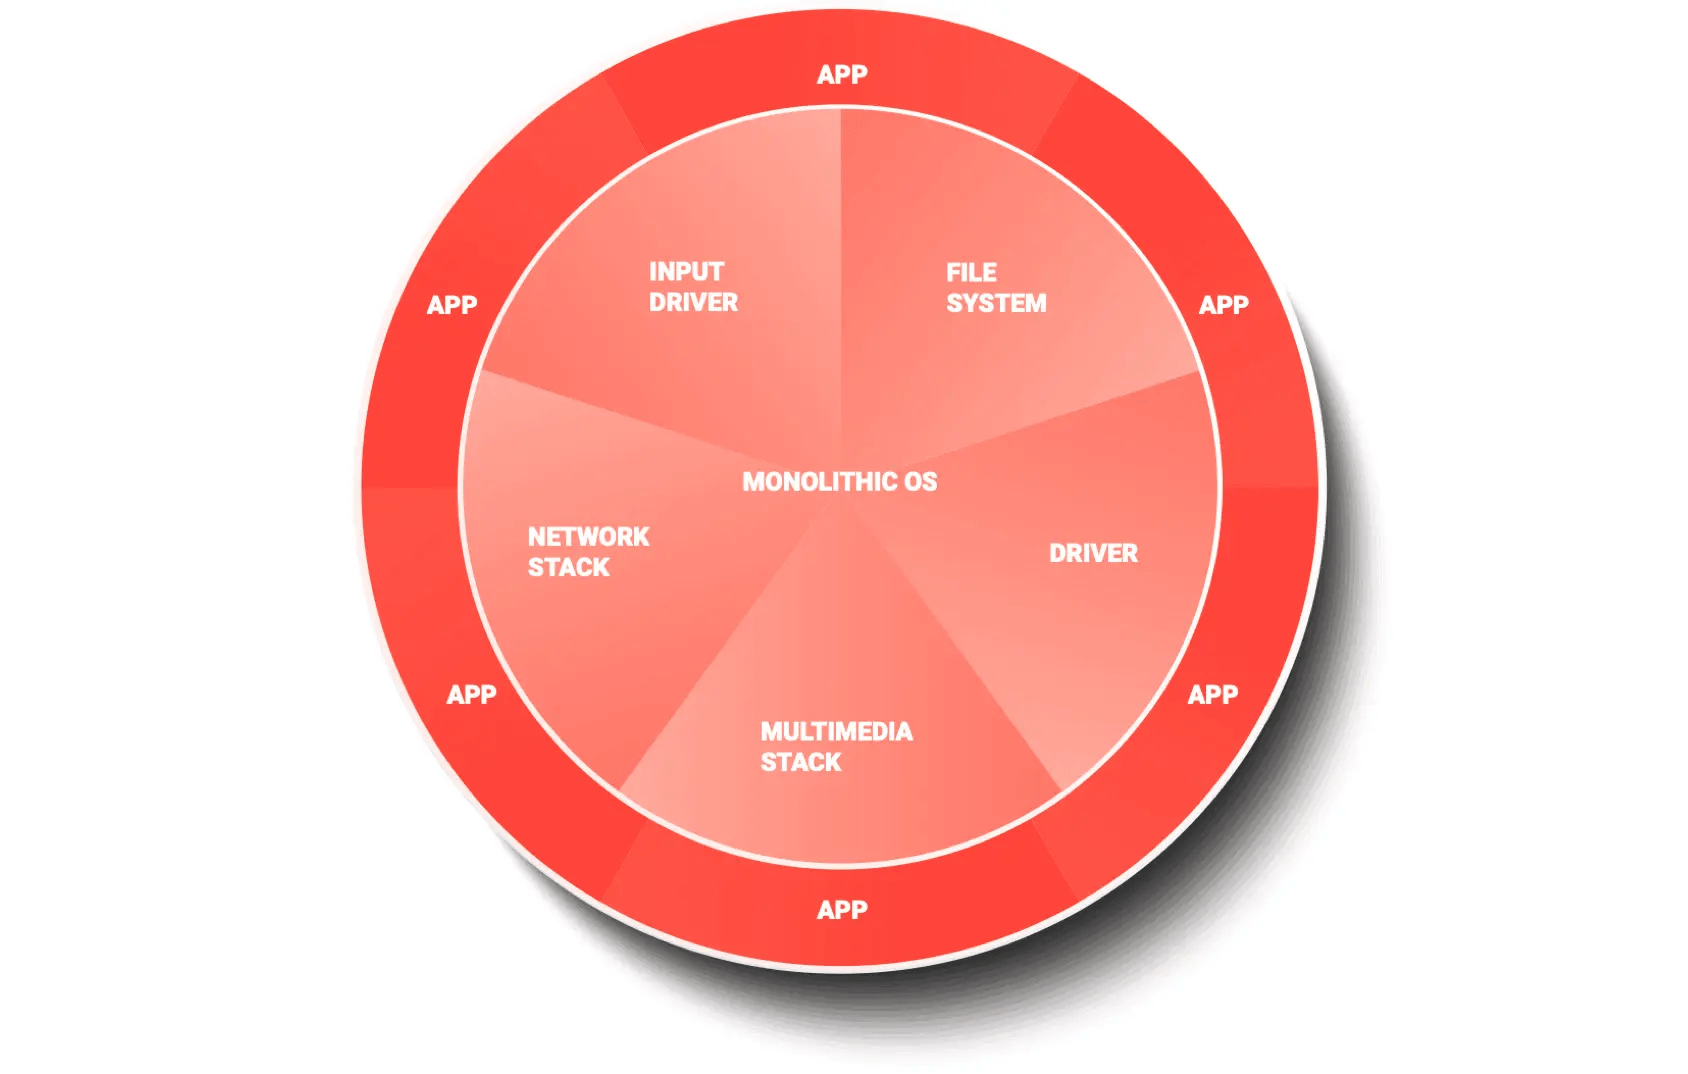 APP
INPUT
DRIVER
FILE
SYSTEM
APP
APP
MONOLITHIC OS
NETWORK
STACK
DRIVER
APP
APP
MULTIMEDIA
STACK
APP